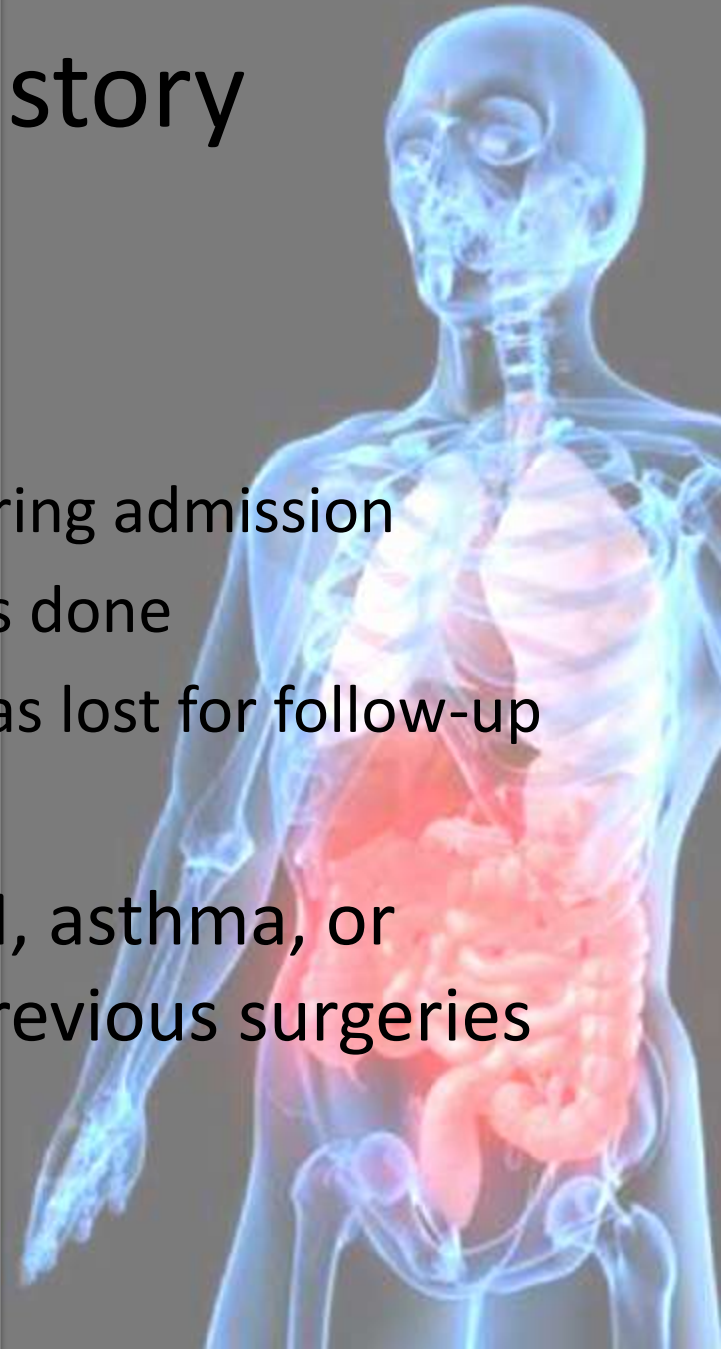 story
ring admission
s done
as lost for follow-up
, asthma, or
revious surgeries